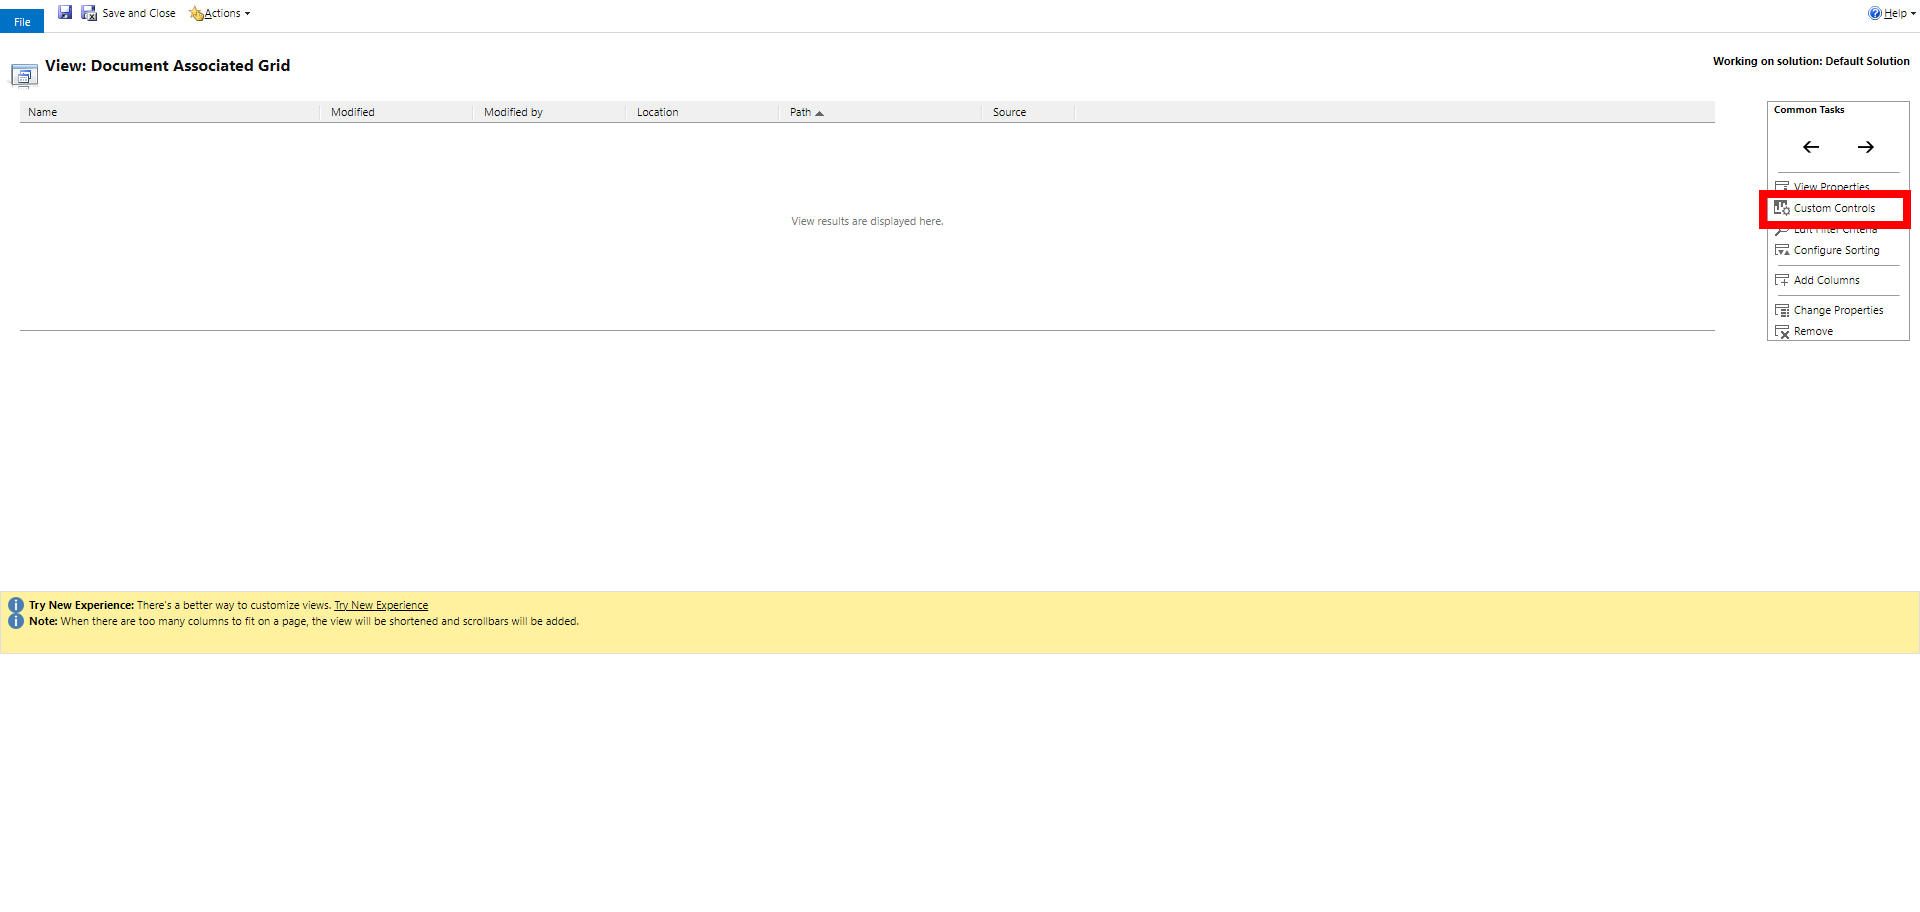 File
Save and Close
Actions
Help
View: Document Associated Grid
Working on solution: Default Solution
Name Modified Modified by Location Path Source
View results are displayed here.
Common Tasks
View Properties
Custom Controls
Edit Filter Criteria
Configure Sorting
Add Columns
Change Properties
Remove
Try New Experience: There's a better way to customize views. Try New Experience
Note: When there are too many columns to fit on a page, the view will be shortened and scrollbars will be added.